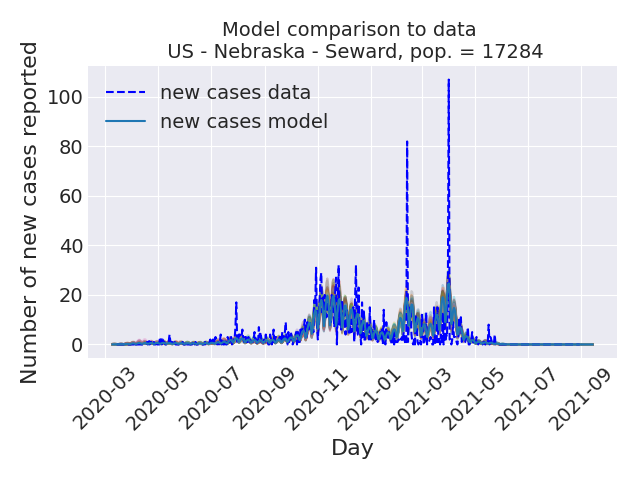 Model comparison to data
US - Nebraska - Seward, pop. = 17284
Number of new cases reported
100
80
60
40
20
0
new cases data
new cases model
2020-03
2020-05
2020-07
2020-09
2020-11
2021-01
2021-03
2021-05
2021-07
2021-09
Day